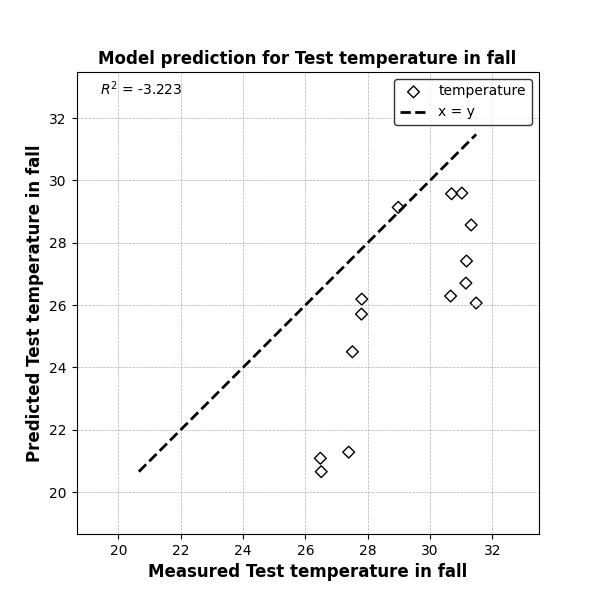 Model prediction for Test temperature in fall
R² = -3.223
temperature
x = y
32
30
28
26
24
22
20
Predicted Test temperature in fall
20 22 24 26 28 30 32
Measured Test temperature in fall